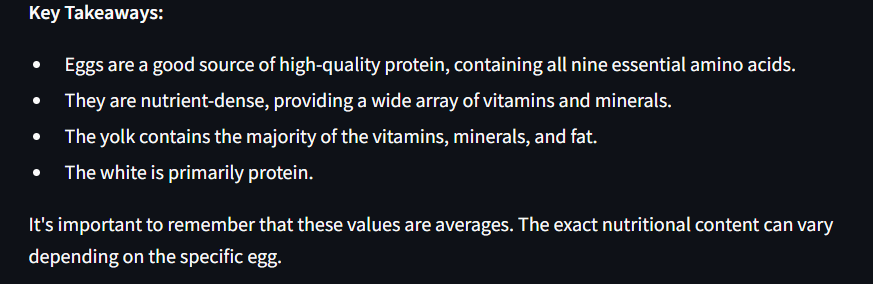 Key Takeaways:
• Eggs are a good source of high-quality protein, containing all nine essential amino acids.
• They are nutrient-dense, providing a wide array of vitamins and minerals.
• The yolk contains the majority of the vitamins, minerals, and fat.
• The white is primarily protein.
It's important to remember that these values are averages. The exact nutritional content can vary
depending on the specific egg.